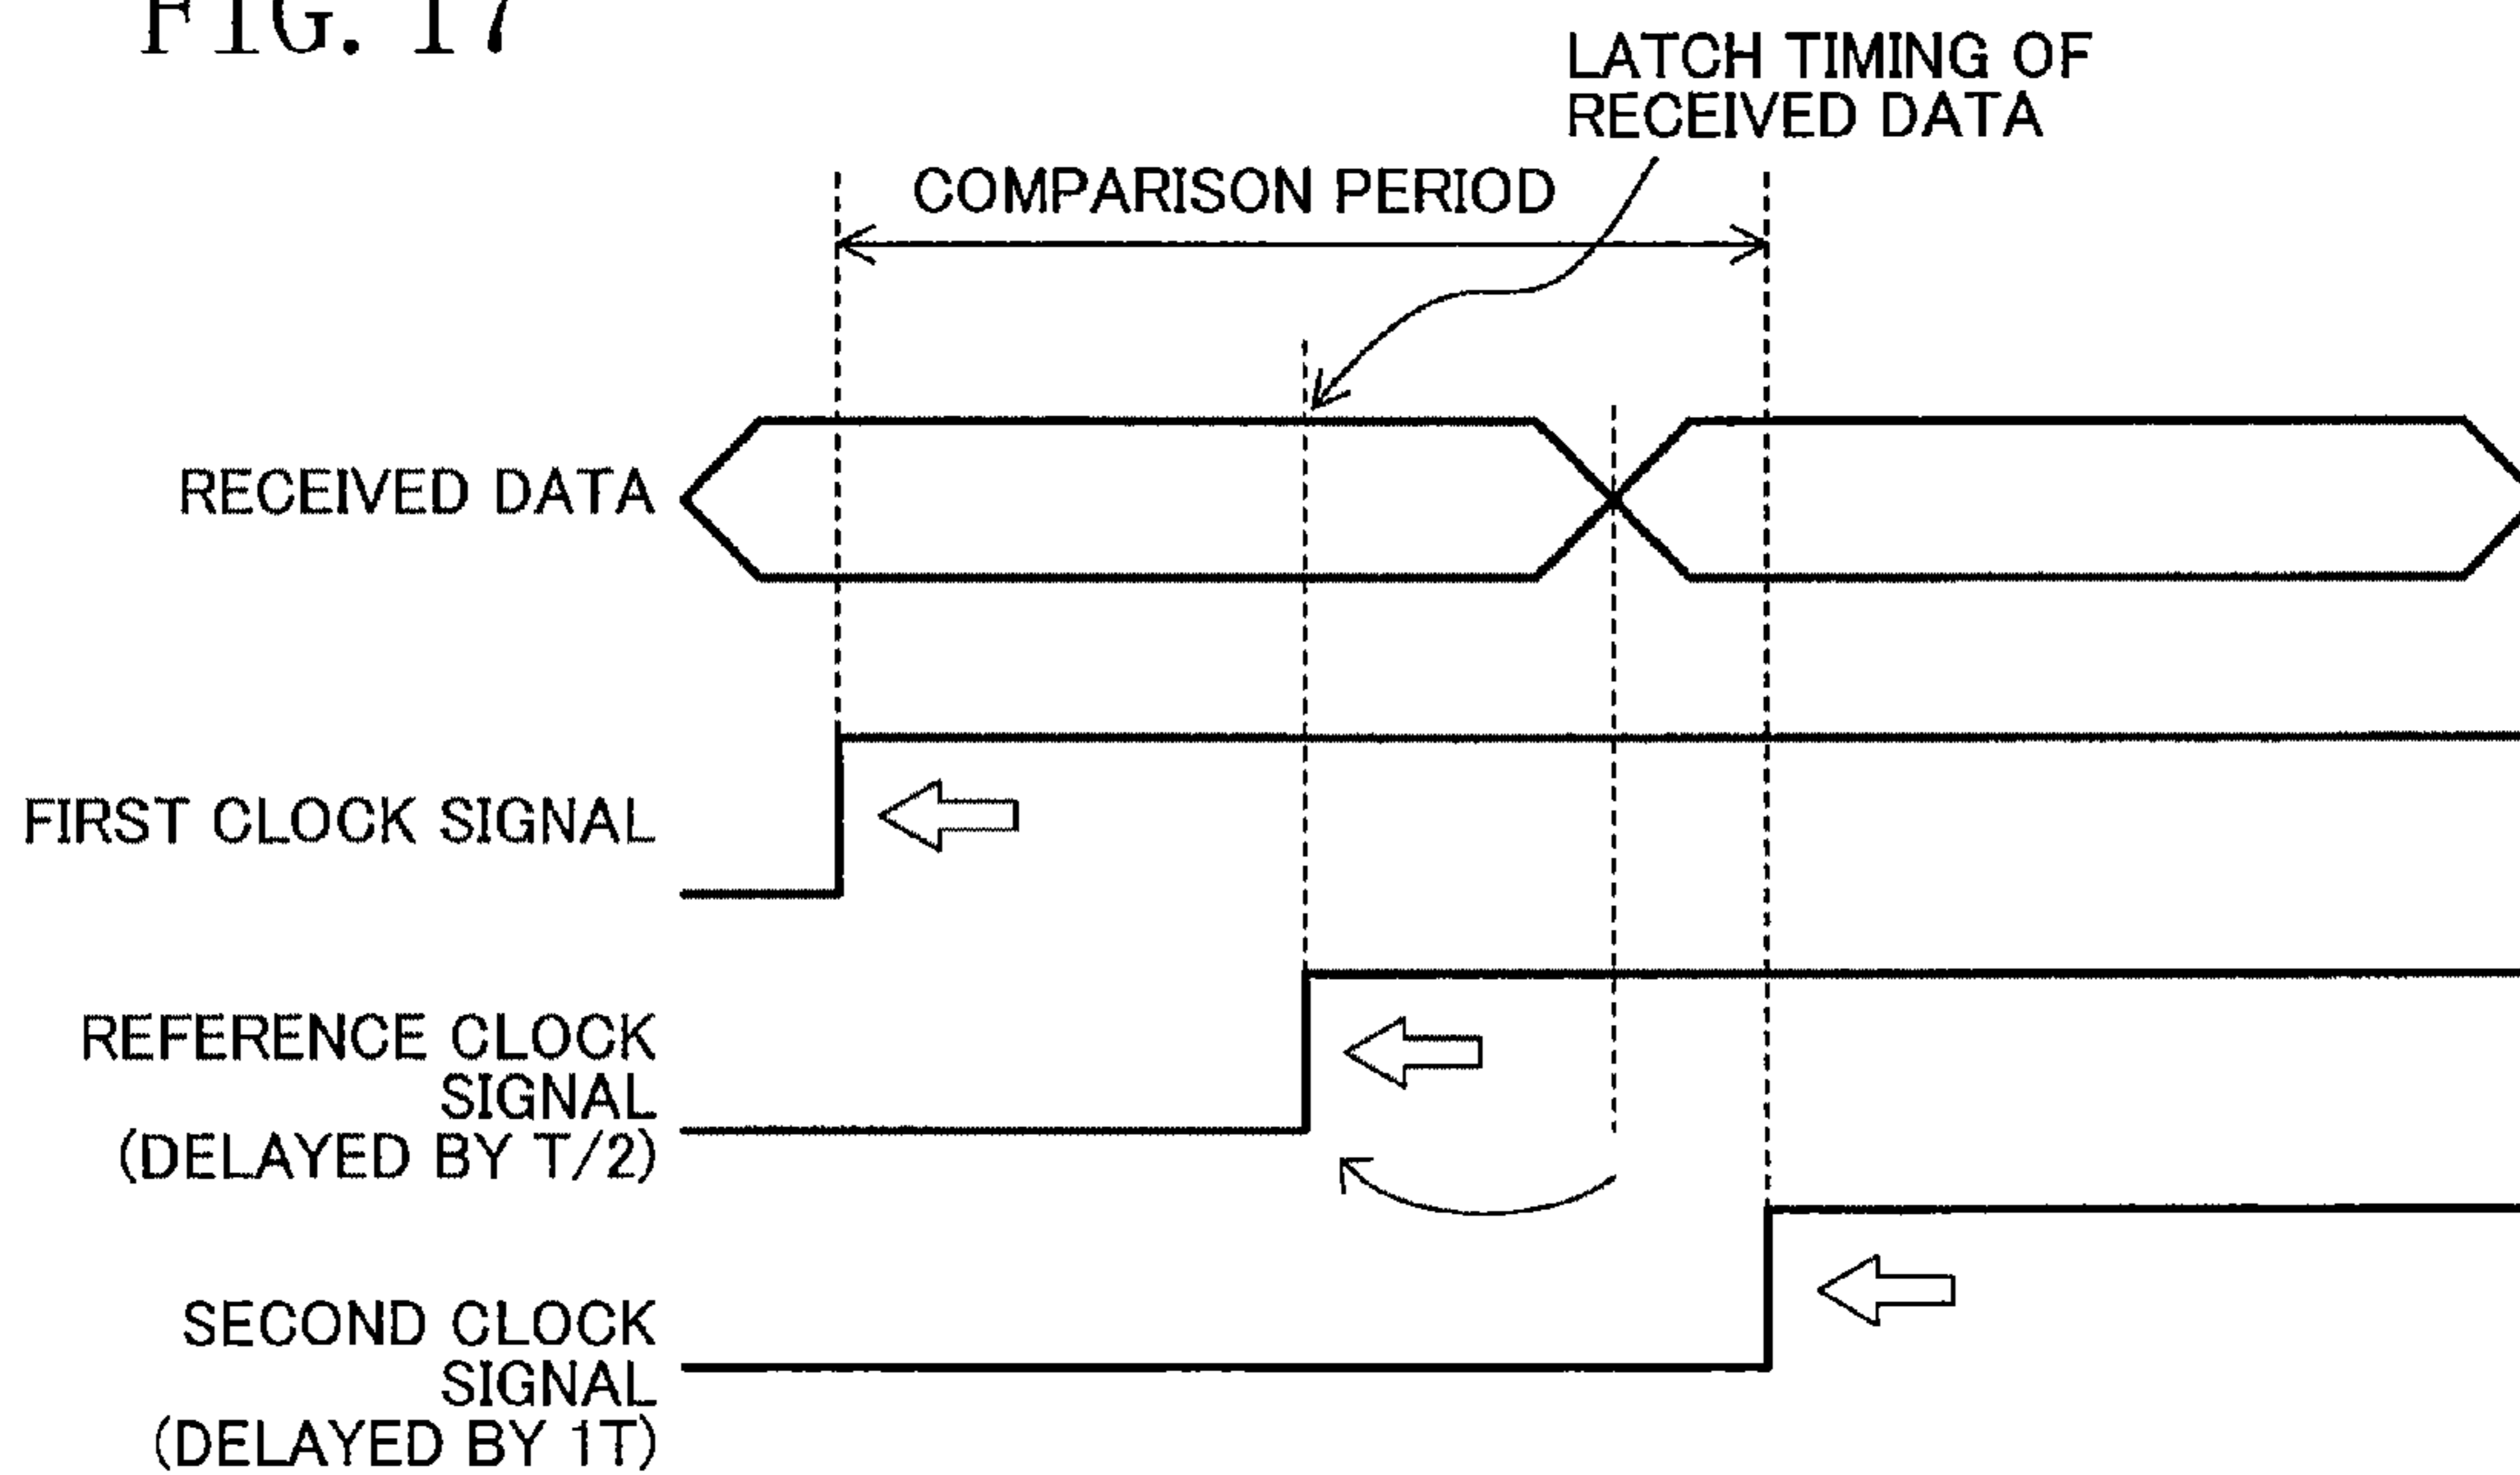 FIG. 17
LATCH TIMING OF
RECEIVED DATA
COMPARISON PERIOD
RECEIVED DATA
FIRST CLOCK SIGNAL
REFERENCE CLOCK
SIGNAL
(DELAYED BY T/2)
SECOND CLOCK
SIGNAL
(DELAYED BY 1T)